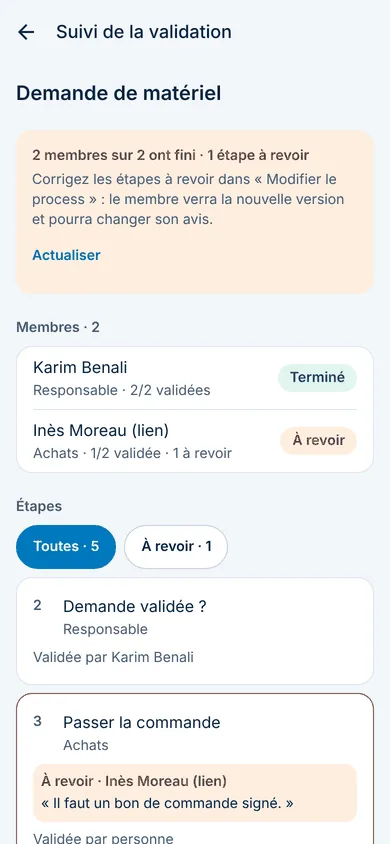 Suivi de la validation
Demande de matériel
2 membres sur 2 ont fini · 1 étape à revoir
Corrigez les étapes à revoir dans « Modifier le
process » : le membre verra la nouvelle version
et pourra changer son avis.
Actualiser
Membres · 2
Karim Benali
Responsable · 2/2 validées
Terminé
Inès Moreau (lien)
Achats · 1/2 validée · 1 à revoir
À revoir
Étapes
Toutes · 5
À revoir · 1
2 Demande validée ?
Responsable
Validée par Karim Benali
3 Passer la commande
Achats
À revoir · Inès Moreau (lien)
« Il faut un bon de commande signé. »
Validée par personne